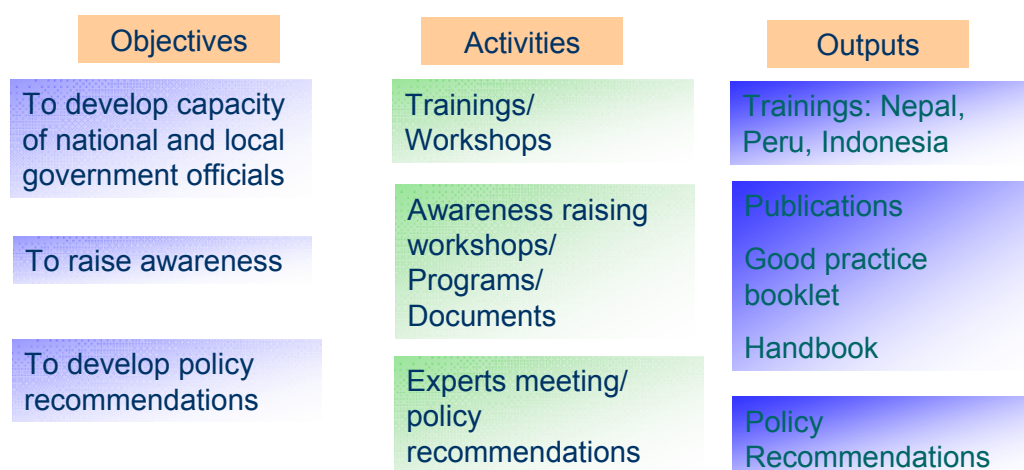 Objectives
To develop capacity
of national and local
government officials
To raise awareness
To develop policy
recommendations
Activities
Trainings/
Workshops
Awareness raising
workshops/
Programs/
Documents
Experts meeting/
policy
recommendations
Outputs
Trainings: Nepal,
Peru, Indonesia
Publications
Good practice
booklet
Handbook
Policy
Recommendations